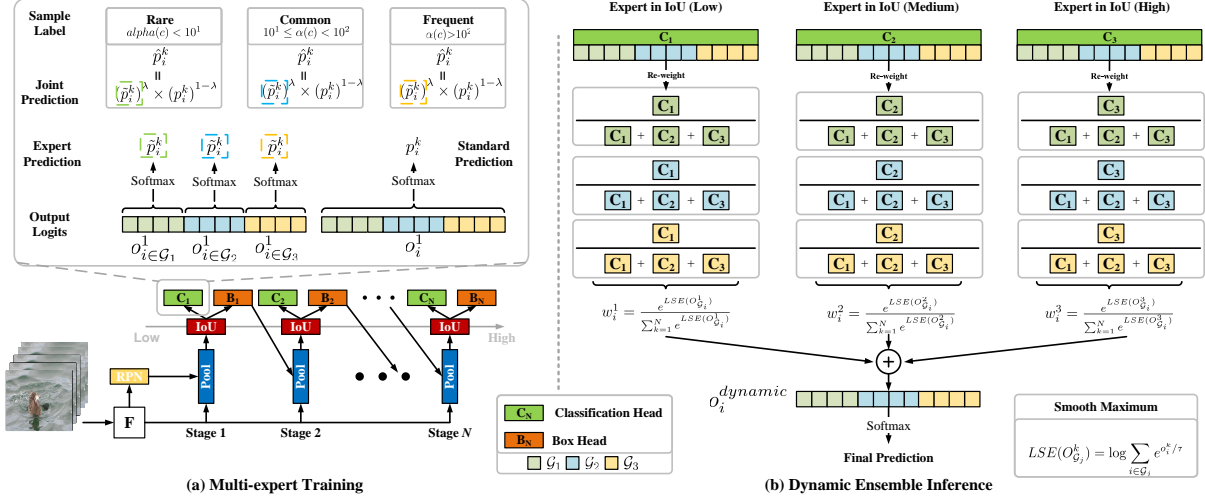 Sample Label
Rare
alpha(c) < 10^1
Common
10^1 ≤ α(c) < 10^2
Frequent
α(c)>10^2
p̂_i^k
p̂_i^k
p̂_i^k
=
=
=
Joint Prediction
(p̃_i^k)^λ × (p_i^k)^{1−λ}
(p̃_i^k)^λ × (p_i^k)^{1−λ}
(p̃_i^k)^λ × (p_i^k)^{1−λ}
Expert Prediction
p̃_i^k
p̃_i^k
p̃_i^k
p_i^k
Standard Prediction
Softmax
Softmax
Softmax
Softmax
Output Logits
o^1_{i∈G_1}
o^1_{i∈G_2}
o^1_{i∈G_3}
o_i^1
C_1
B_1
C_2
B_2
• • •
C_N
B_N
IoU
IoU
IoU
Low
High
RPN
Pool
Pool
Pool
F
Stage 1
Stage 2
Stage N
C_N Classification Head
B_N Box Head
G_1 G_2 G_3
(a) Multi-expert Training
Expert in IoU (Low)
Expert in IoU (Medium)
Expert in IoU (High)
C_1
C_2
C_3
Re-weight
Re-weight
Re-weight
C_1
C_2
C_3
C_1 + C_2 + C_3
C_1 + C_2 + C_3
C_1 + C_2 + C_3
C_1
C_2
C_3
C_1 + C_2 + C_3
C_1 + C_2 + C_3
C_1 + C_2 + C_3
C_1
C_2
C_3
C_1 + C_2 + C_3
C_1 + C_2 + C_3
C_1 + C_2 + C_3
w_i^1 = e^{LSE(O^1_{G_i})} / ∑_{k=1}^N e^{LSE(O^1_{G_i})}
w_i^2 = e^{LSE(O^2_{G_i})} / ∑_{k=1}^N e^{LSE(O^2_{G_i})}
w_i^3 = e^{LSE(O^3_{G_i})} / ∑_{k=1}^N e^{LSE(O^3_{G_i})}
+
o_i^{dynamic}
Softmax
Final Prediction
Smooth Maximum
LSE(O^k_{G_j}) = log ∑_{i∈G_j} e^{o_i^k/τ}
(b) Dynamic Ensemble Inference